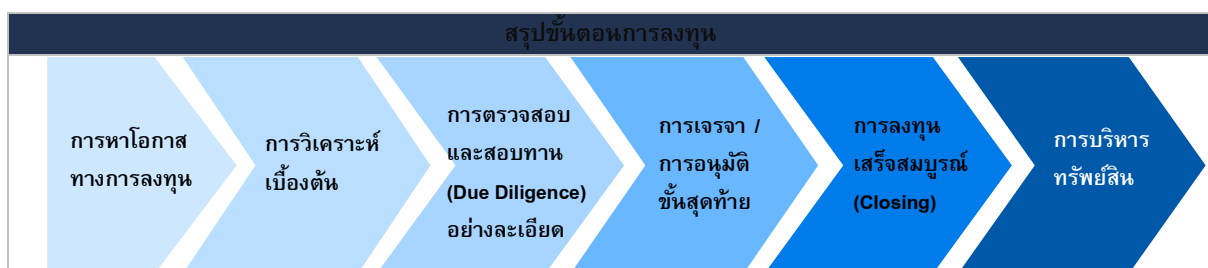 สรุปขั้นตอนการลงทุน
การหาโอกาส
ทางการลงทุน
การวิเคราะห์
เบื้องต้น
การตรวจสอบ
และสอบทาน
(Due Diligence)
อย่างละเอียด
การเจรจา /
การอนุมัติ
ขั้นสุดท้าย
การลงทุน
เสร็จสมบูรณ์
(Closing)
การบริหาร
ทรัพย์สิน